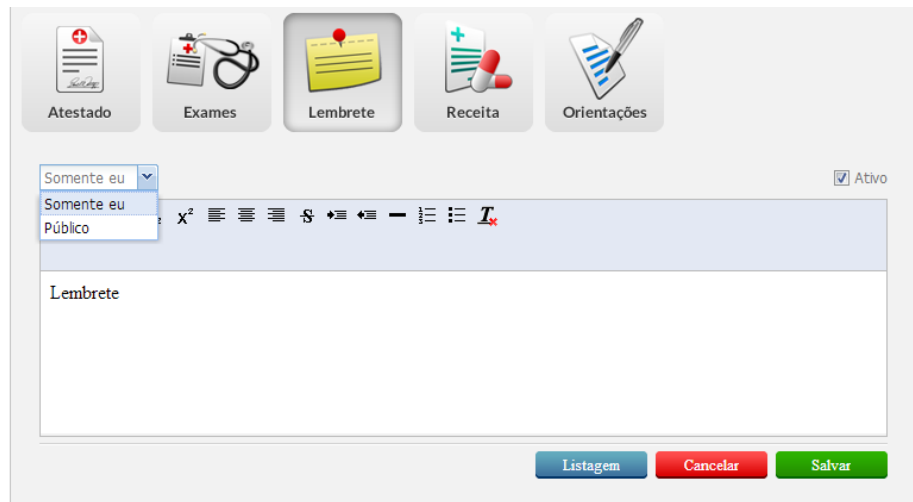 Atestado
Exames
Lembrete
Receita
Orientações
Somente eu
Ativo
Somente eu
Público
Lembrete
Listagem
Cancelar
Salvar